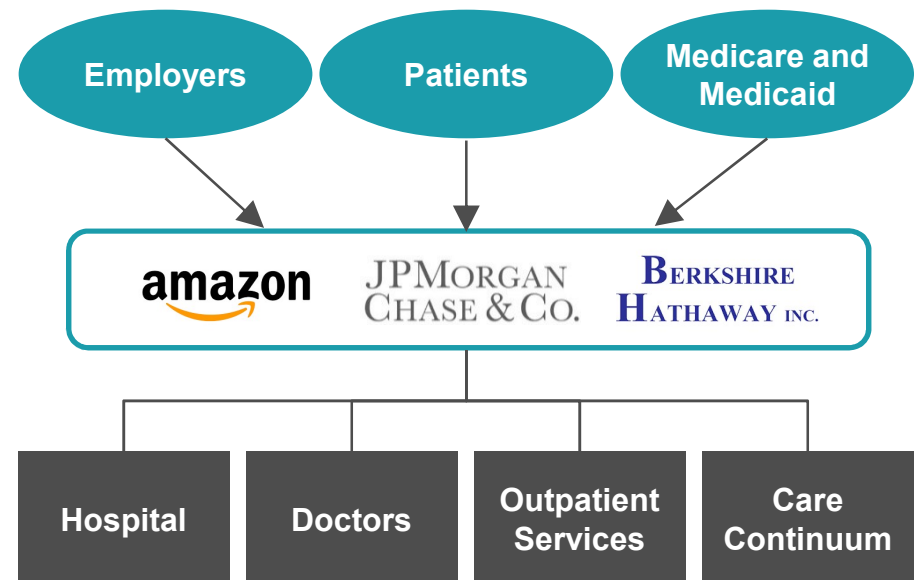 Employers
Patients
Medicare and
Medicaid
amazon
JPMORGAN
CHASE & CO.
BERKSHIRE
HATHAWAY INC.
Hospital
Doctors
Outpatient
Services
Care
Continuum